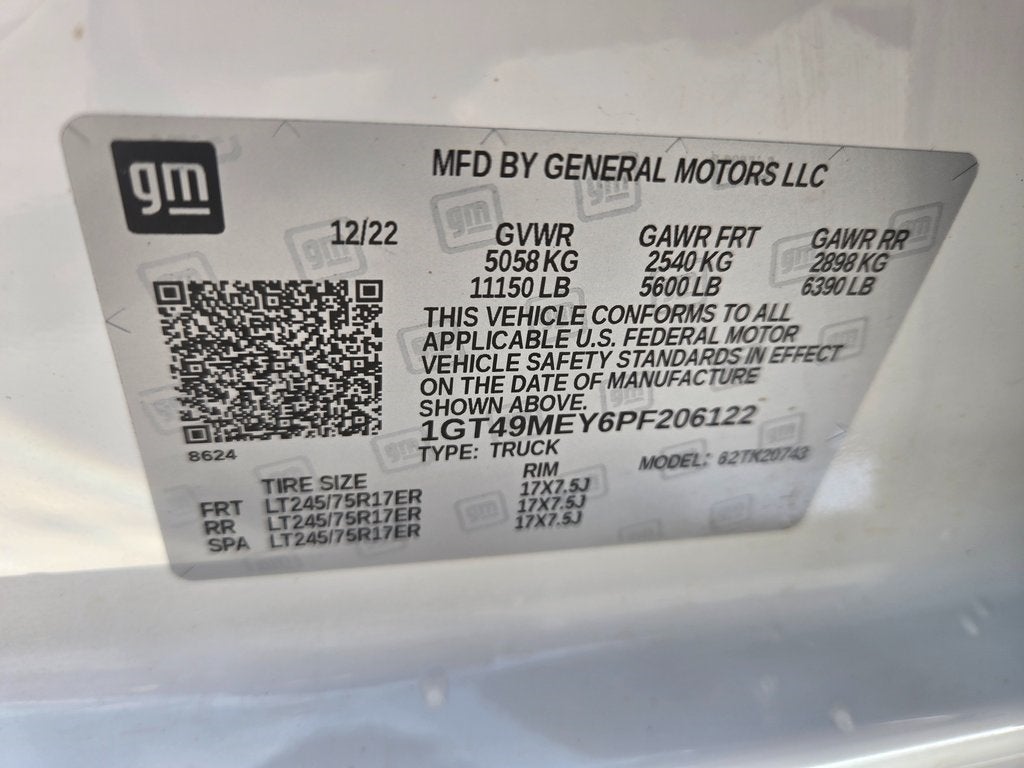 gm
MFD BY GENERAL MOTORS LLC
12/22 GVWR GAWR FRT GAWR RR
5058 KG 2540 KG 2898 KG
11150 LB 5600 LB 6390 LB
THIS VEHICLE CONFORMS TO ALL
APPLICABLE U.S. FEDERAL MOTOR
VEHICLE SAFETY STANDARDS IN EFFECT
ON THE DATE OF MANUFACTURE
SHOWN ABOVE.
1GT49MEY6PF206122
8624
TYPE: TRUCK MODEL: 62TK20743
TIRE SIZE RIM
FRT LT245/75R17ER 17X7.5J
RR LT245/75R17ER 17X7.5J
SPA LT245/75R17ER 17X7.5J